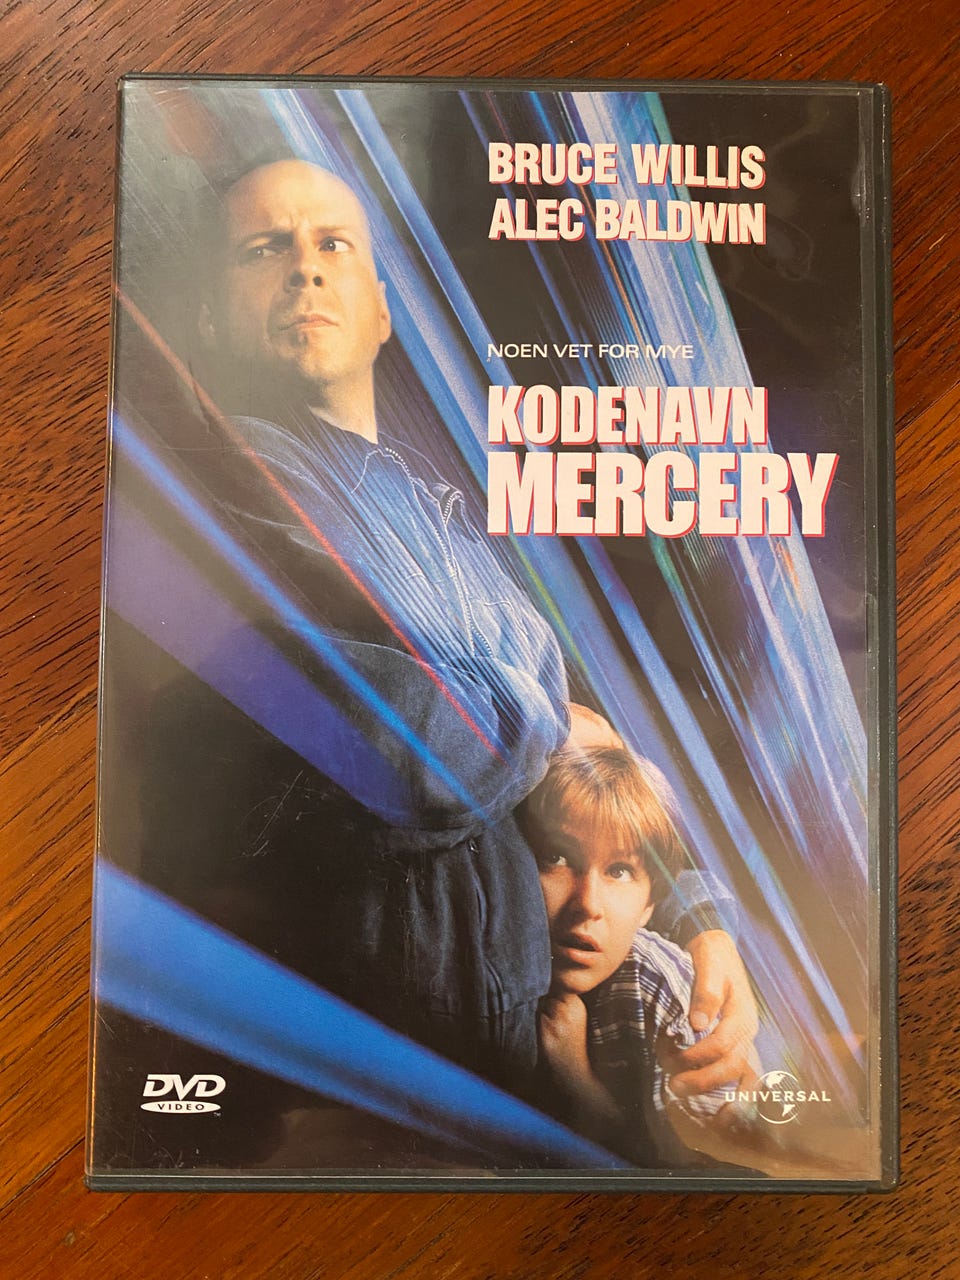 BRUCE WILLIS
ALEC BALDWIN
NOEN VET FOR MYE
KODENAVN
MERCERY
DVD
VIDEO
UNIVERSAL